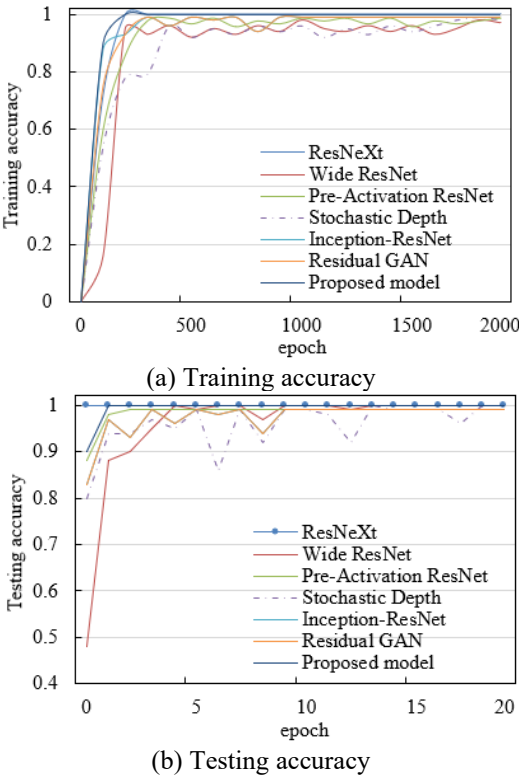 1
0.8
0.6
0.4
0.2
0
Training accuracy
ResNeXt
Wide ResNet
Pre-Activation ResNet
Stochastic Depth
Inception-ResNet
Residual GAN
Proposed model
0 500 1000 1500 2000
epoch
(a) Training accuracy
1
0.9
0.8
0.7
0.6
0.5
0.4
Testing accuracy
ResNeXt
Wide ResNet
Pre-Activation ResNet
Stochastic Depth
Inception-ResNet
Residual GAN
Proposed model
0 5 10 15 20
epoch
(b) Testing accuracy